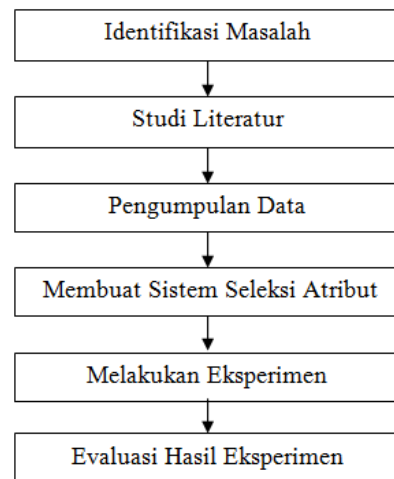 Identifikasi Masalah
Studi Literatur
Pengumpulan Data
Membuat Sistem Seleksi Atribut
Melakukan Eksperimen
Evaluasi Hasil Eksperimen